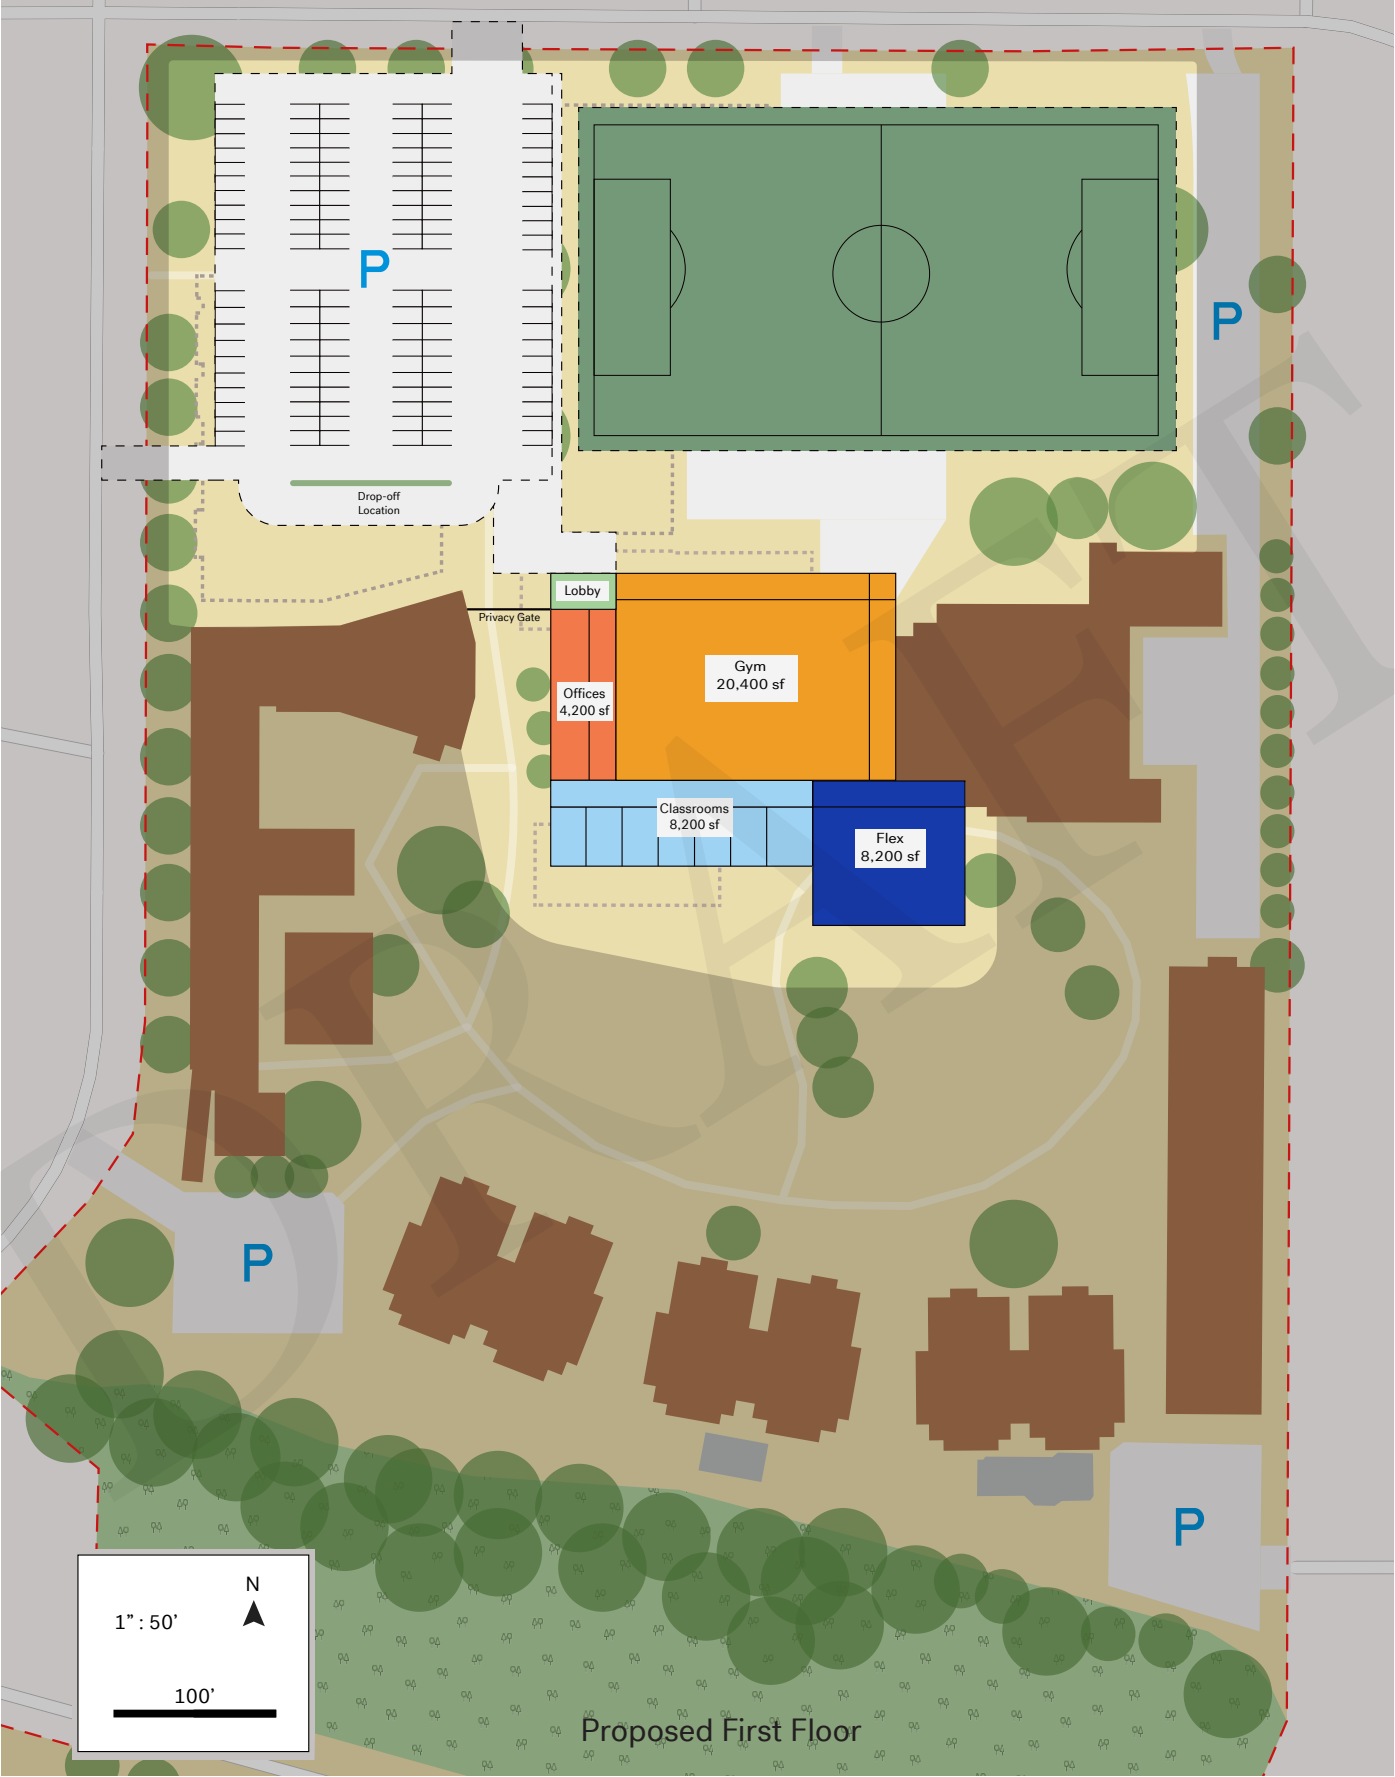 P
P
Drop-off
Location
Lobby
Privacy Gate
Gym
20,400 sf
Offices
4,200 sf
Classrooms
8,200 sf
Flex
8,200 sf
P
P
N
1” : 50’
100’
Proposed First Floor
DRAFT